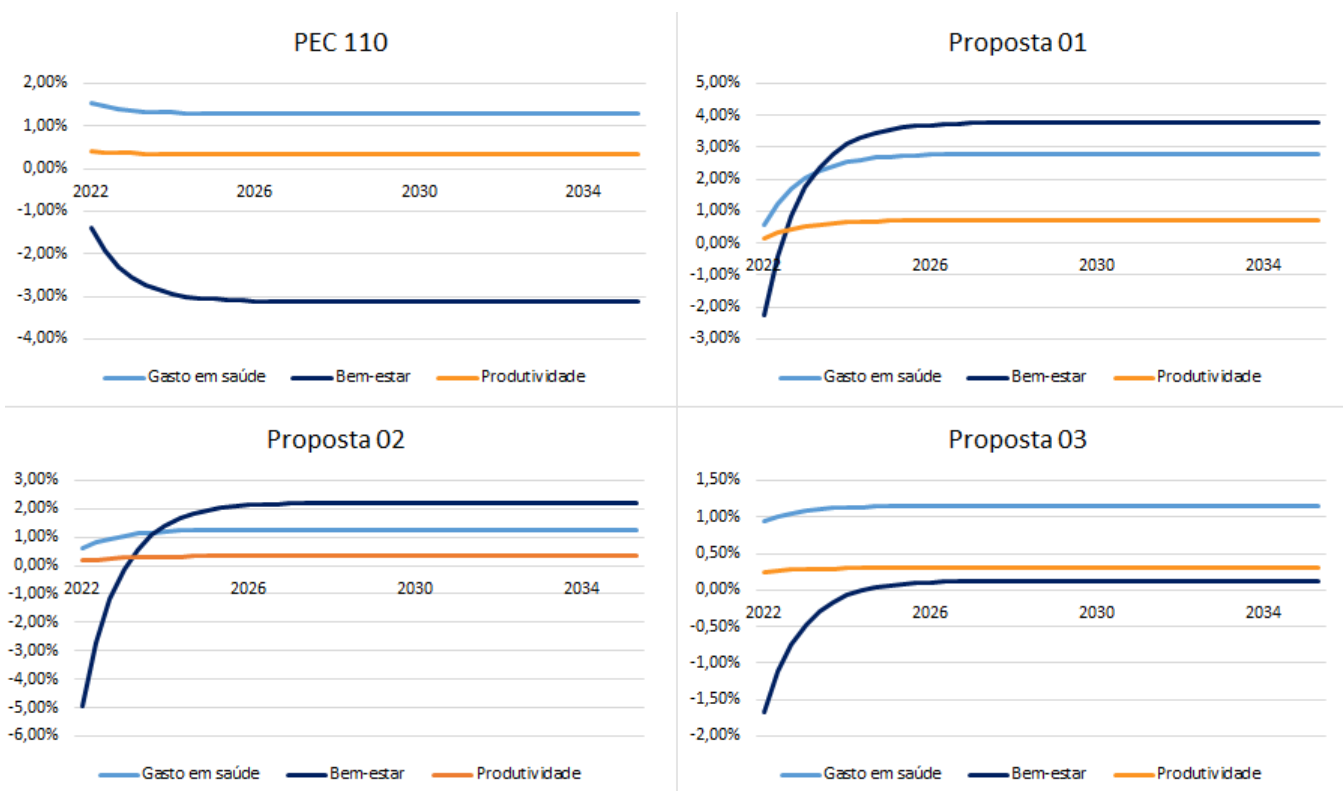 PEC 110
2,00%
1,00%
0,00%
2022 2026 2030 2034
-1,00%
-2,00%
-3,00%
-4,00%
Gasto em saúde Bem-estar Produtividade
Proposta 01
5,00%
4,00%
3,00%
2,00%
1,00%
0,00%
2022 2026 2030 2034
-1,00%
-2,00%
-3,00%
Gasto em saúde Bem-estar Produtividade
Proposta 02
3,00%
2,00%
1,00%
0,00%
2022 2026 2030 2034
-1,00%
-2,00%
-3,00%
-4,00%
-5,00%
-6,00%
Gasto em saúde Bem-estar Produtividade
Proposta 03
1,50%
1,00%
0,50%
0,00%
2022 2026 2030 2034
-0,50%
-1,00%
-1,50%
-2,00%
Gasto em saúde Bem-estar Produtividade